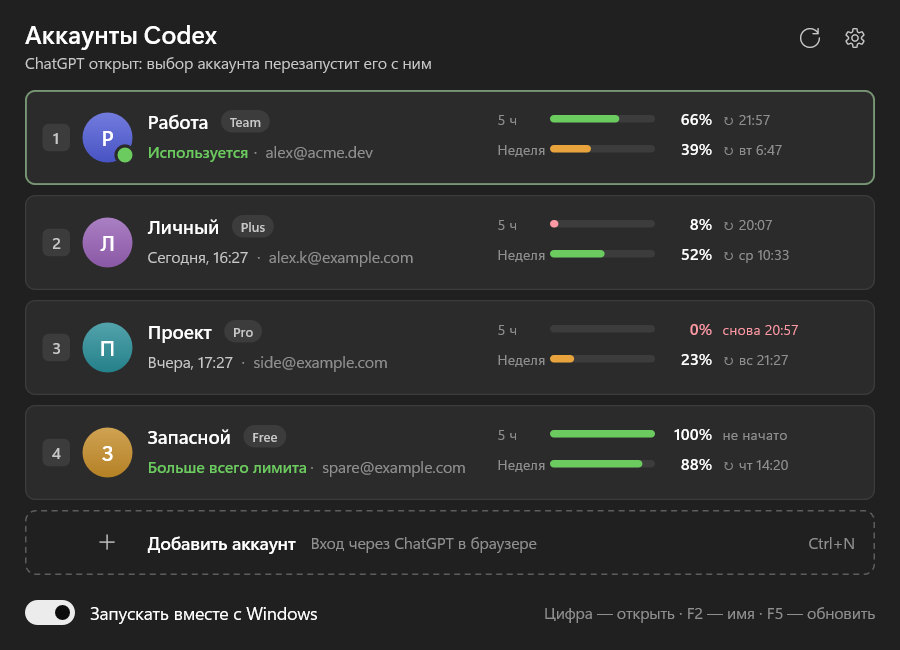 Аккаунты Codex
ChatGPT открыт: выбор аккаунта перезапустит его с ним
1 Р Работа Team 5 ч 66% ↻ 21:57
Используется · alex@acme.dev Неделя 39% ↻ вт 6:47
2 Л Личный Plus 5 ч 8% ↻ 20:07
Сегодня, 16:27 · alex.k@example.com Неделя 52% ↻ ср 10:33
3 П Проект Pro 5 ч 0% снова 20:57
Вчера, 17:27 · side@example.com Неделя 23% ↻ вс 21:27
4 З Запасной Free 5 ч 100% не начато
Больше всего лимита · spare@example.com Неделя 88% ↻ чт 14:20
+ Добавить аккаунт Вход через ChatGPT в браузере Ctrl+N
Запускать вместе с Windows Цифра — открыть · F2 — имя · F5 — обновить